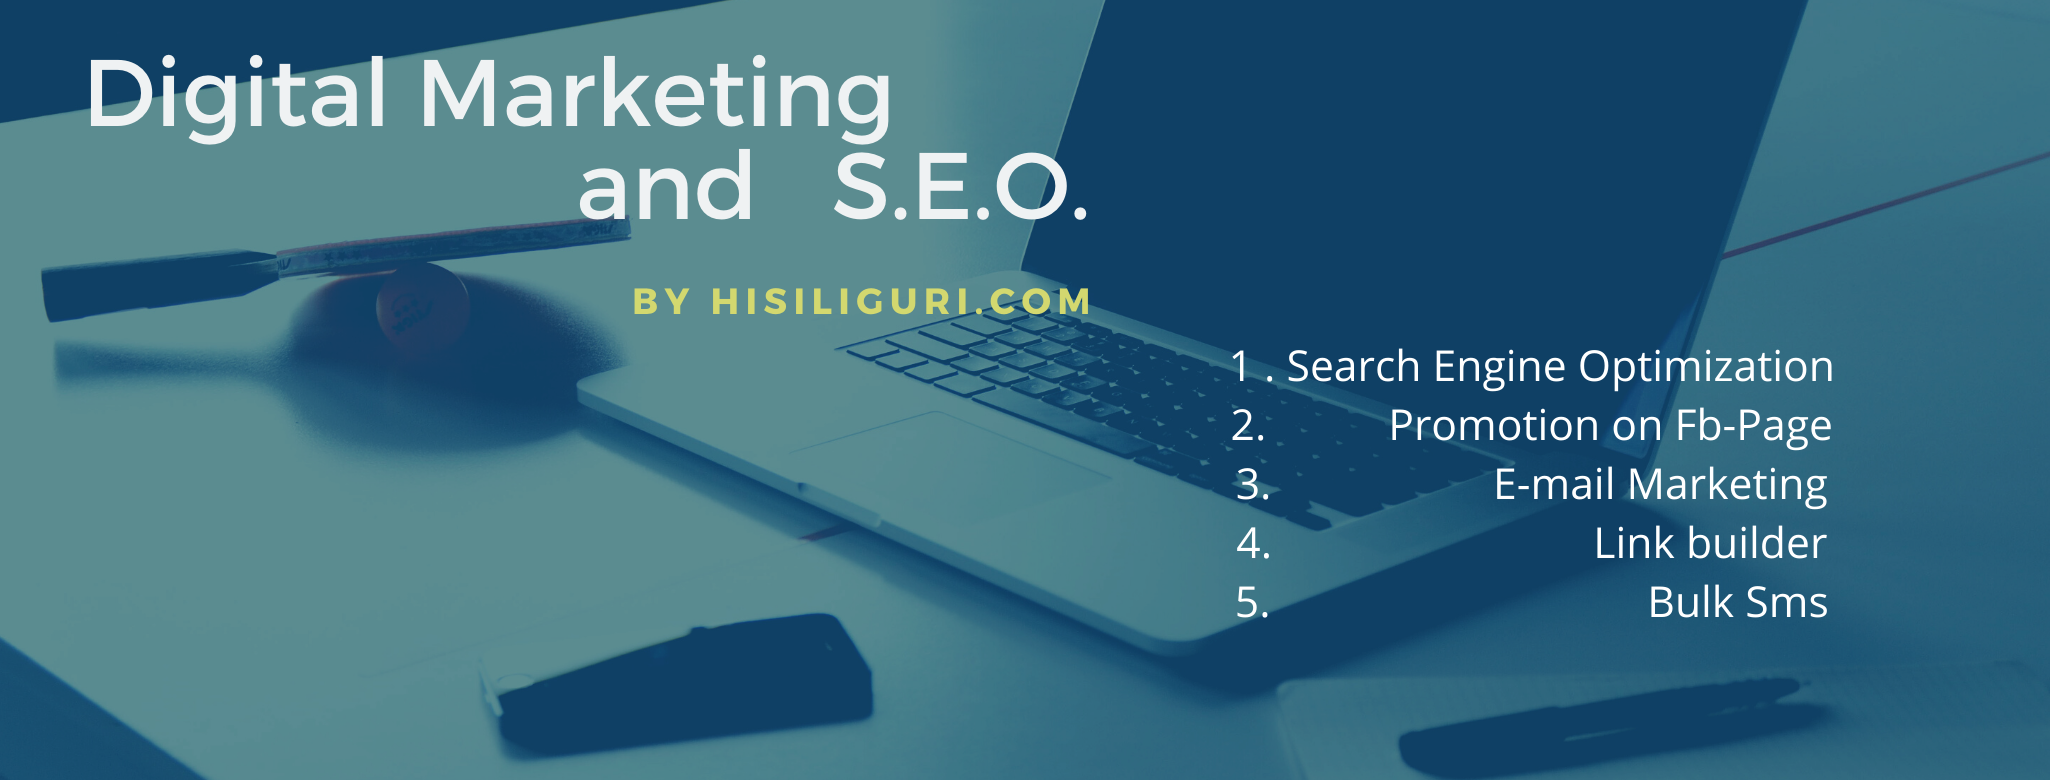 Digital Marketing
and S.E.O.
BY HISILIGURI.COM
1 . Search Engine Optimization
2. Promotion on Fb-Page
3. E-mail Marketing
4. Link builder
5. Bulk Sms